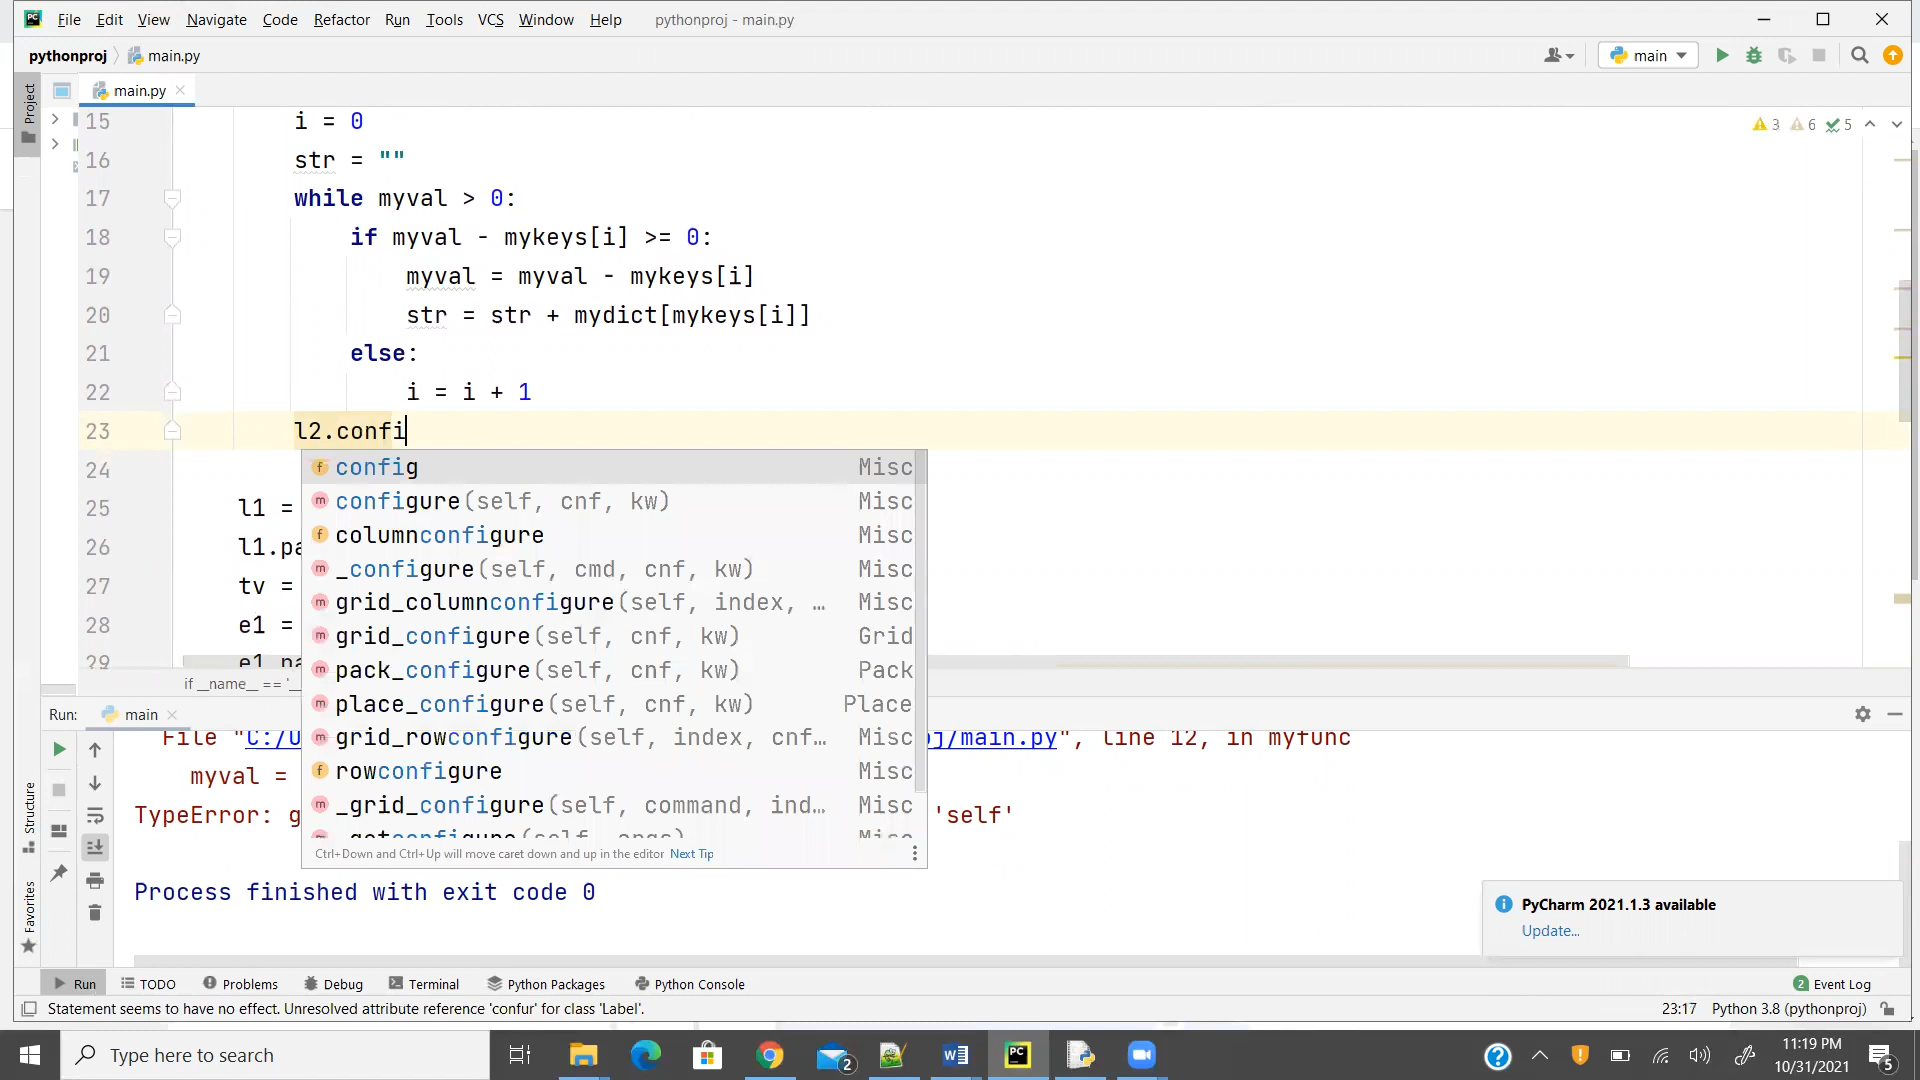 File Edit View Navigate Code Refactor Run Tools VCS Window Help pythonproj - main.py
pythonproj main.py main
main.py
Project
3 6 5
15 i = 0
16 str = ""
17 while myval > 0:
18 if myval - mykeys[i] >= 0:
19 myval = myval - mykeys[i]
20 str = str + mydict[mykeys[i]]
21 else:
22 i = i + 1
23 l2.confi
24
25 l1 =
26 l1.pa
27 tv =
28 e1 =
29 e1
config Misc
configure(self, cnf, kw) Misc
columnconfigure Misc
_configure(self, cmd, cnf, kw) Misc
grid_columnconfigure(self, index, … Misc
grid_configure(self, cnf, kw) Grid
pack_configure(self, cnf, kw) Pack
place_configure(self, cnf, kw) Place
grid_rowconfigure(self, index, cnf… Misc
rowconfigure Misc
_grid_configure(self, command, ind… Misc
_getconfigure(self, args) Misc
Ctrl+Down and Ctrl+Up will move caret down and up in the editor Next Tip
if __name__ == '_
Run: main
File "C:/U j/main.py", line 12, in myfunc
myval =
TypeError: g 'self'
Process finished with exit code 0
Structure
Favorites
PyCharm 2021.1.3 available
Update...
Run TODO Problems Debug Terminal Python Packages Python Console 2 Event Log
Statement seems to have no effect. Unresolved attribute reference 'confur' for class 'Label'. 23:17 Python 3.8 (pythonproj)
Type here to search 2 11:19 PM
10/31/2021 5